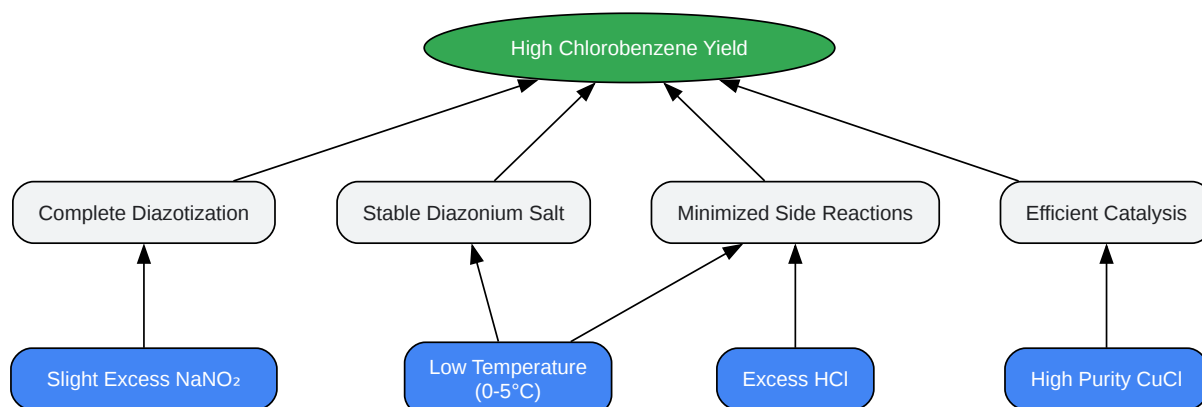 High Chlorobenzene Yield
Complete Diazotization
Stable Diazonium Salt
Minimized Side Reactions
Efficient Catalysis
Slight Excess NaNO₂
Low Temperature
(0-5°C)
Excess HCl
High Purity CuCl